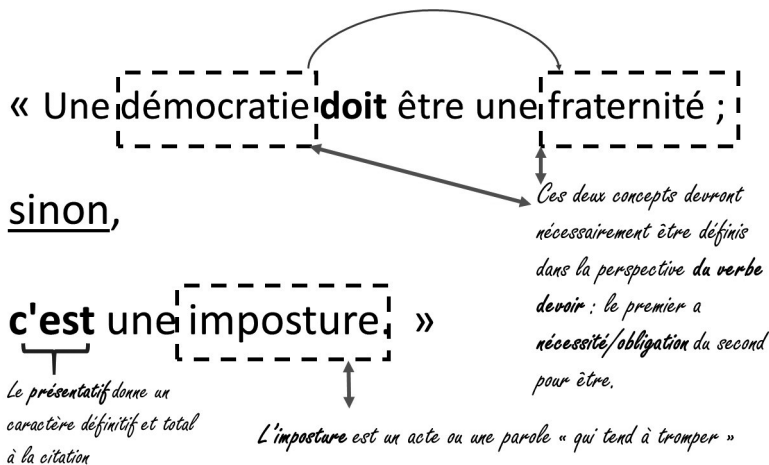 « Une démocratie doit être une fraternité ;
sinon,
c'est une imposture. »
Ces deux concepts devront
nécessairement être définis
dans la perspective du verbe
devoir : le premier a
nécessité/obligation du second
pour être.
Le présentatif donne un
caractère définitif et total
à la citation
L'imposture est un acte ou une parole « qui tend à tromper »